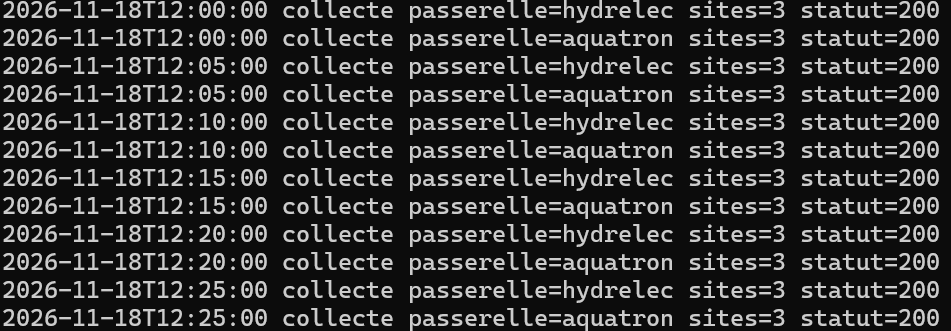 2026-11-18T12:00:00 collecte passerelle=hydrelec sites=3 statut=200
2026-11-18T12:00:00 collecte passerelle=aquatron sites=3 statut=200
2026-11-18T12:05:00 collecte passerelle=hydrelec sites=3 statut=200
2026-11-18T12:05:00 collecte passerelle=aquatron sites=3 statut=200
2026-11-18T12:10:00 collecte passerelle=hydrelec sites=3 statut=200
2026-11-18T12:10:00 collecte passerelle=aquatron sites=3 statut=200
2026-11-18T12:15:00 collecte passerelle=hydrelec sites=3 statut=200
2026-11-18T12:15:00 collecte passerelle=aquatron sites=3 statut=200
2026-11-18T12:20:00 collecte passerelle=hydrelec sites=3 statut=200
2026-11-18T12:20:00 collecte passerelle=aquatron sites=3 statut=200
2026-11-18T12:25:00 collecte passerelle=hydrelec sites=3 statut=200
2026-11-18T12:25:00 collecte passerelle=aquatron sites=3 statut=200